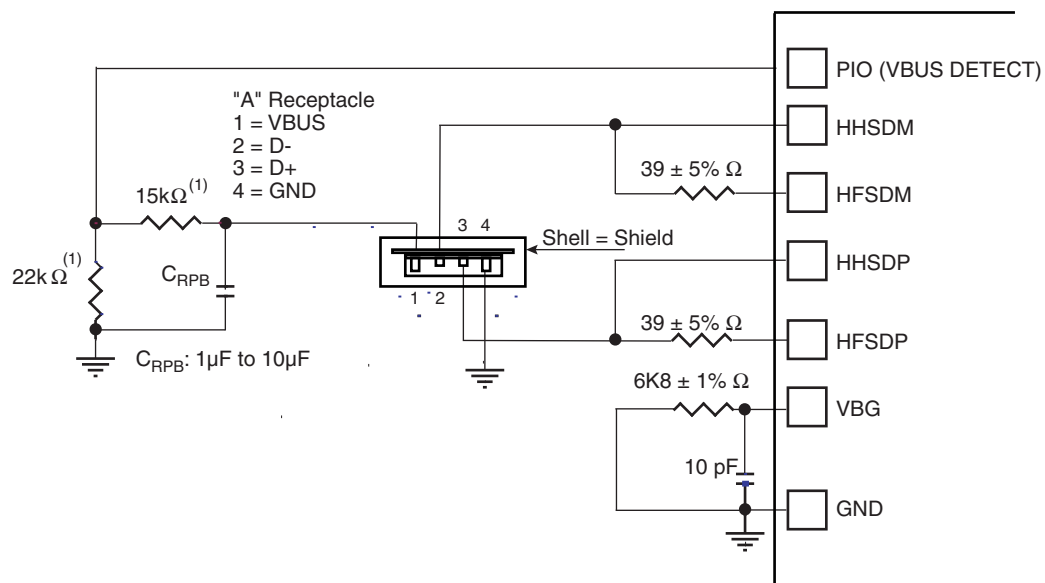 PIO (VBUS DETECT)
"A" Receptacle
1 = VBUS
2 = D-
3 = D+
4 = GND
HHSDM
39 ± 5% Ω
HFSDM
15kΩ(1)
3 4
Shell = Shield
HHSDP
22kΩ(1)
CRPB
1 2
39 ± 5% Ω
HFSDP
CRPB: 1µF to 10µF
6K8 ± 1% Ω
VBG
10 pF
GND